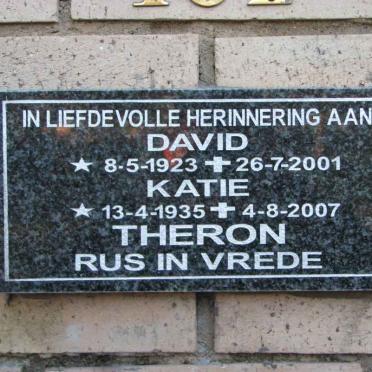 IN LIEFDEVOLLE HERINNERING AAN
DAVID
★ 8-5-1923 ✝ 26-7-2001
KATIE
★ 13-4-1935 ✝ 4-8-2007
THERON
RUS IN VREDE